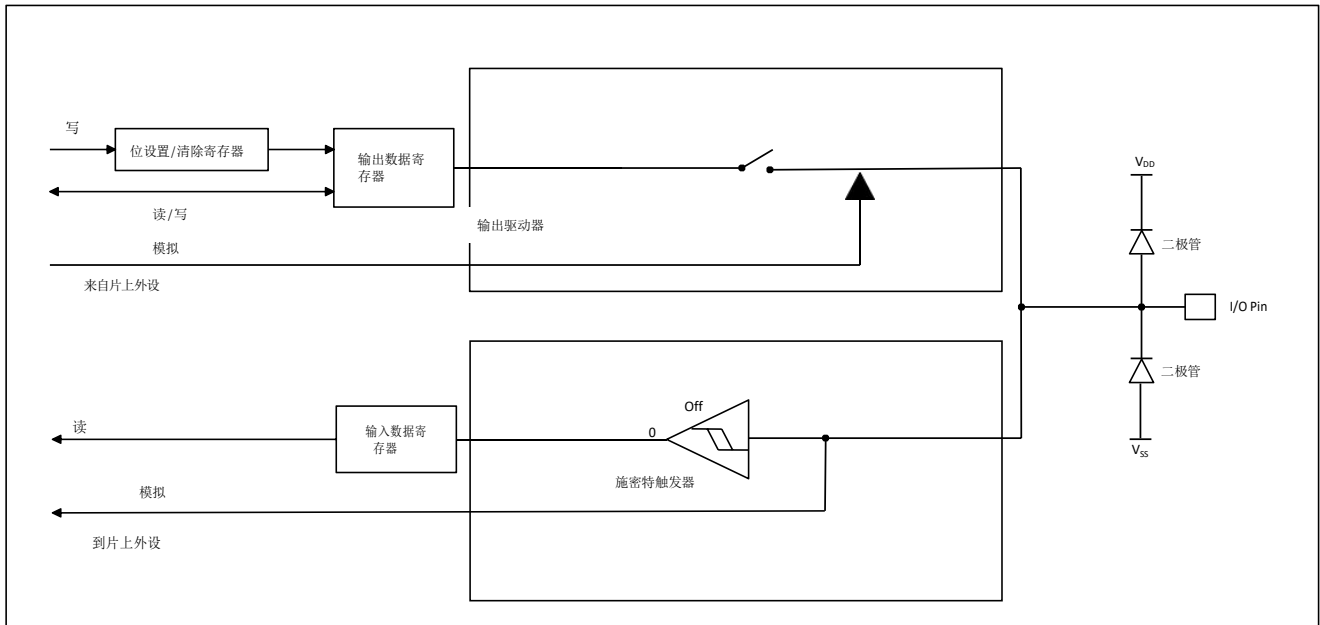 写
位设置/清除寄存器
输出数据寄
存器
读/写
输出驱动器
模拟
来自片上外设
V_DD
二极管
I/O Pin
二极管
V_SS
Off
读
输入数据寄
存器
0
施密特触发器
模拟
到片上外设